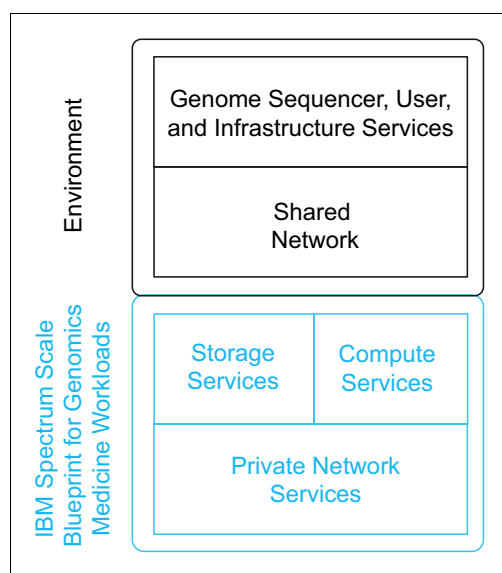 Environment
Genome Sequencer, User,
and Infrastructure Services
Shared
Network
IBM Spectrum Scale
Blueprint for Genomics
Medicine Workloads
Storage
Services
Compute
Services
Private Network
Services